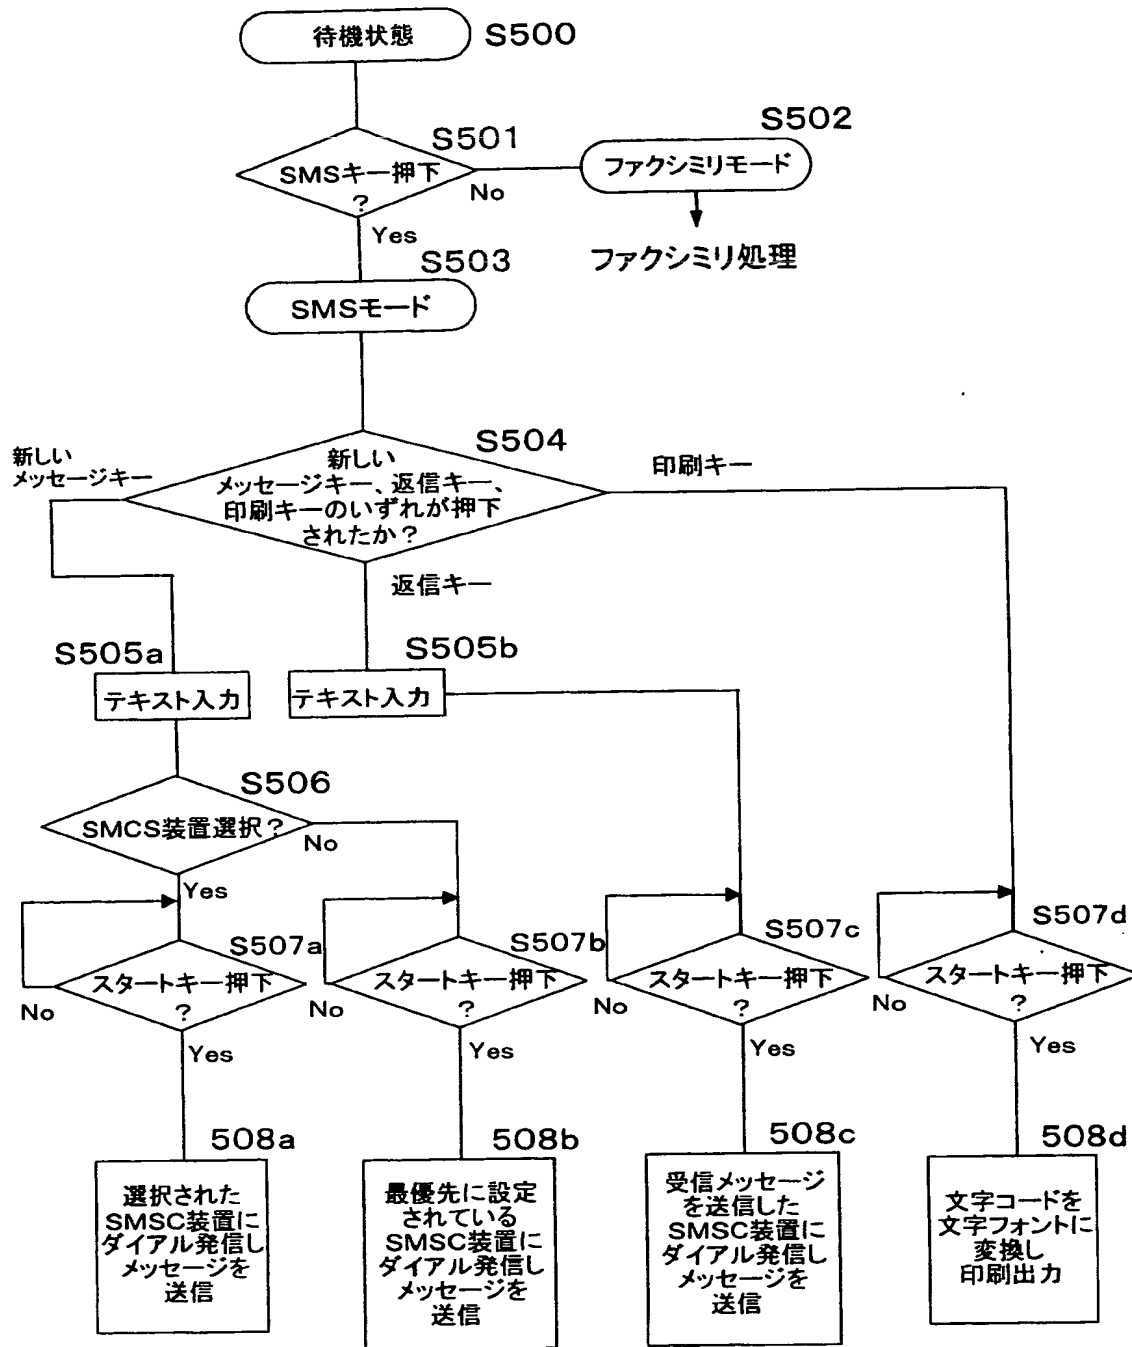 待機状態
S500
S501
SMSキー押下
?
No
Yes
S502
ファクシミリモード
ファクシミリ処理
S503
SMSモード
S504
新しい
メッセージキー、返信キー、
印刷キーのいずれが押下
されたか?
新しい
メッセージキー
返信キー
印刷キー
S505a
テキスト入力
S505b
テキスト入力
S506
SMCS装置選択?
No
Yes
S507a
スタートキー押下
?
No
Yes
S507b
スタートキー押下
?
No
Yes
S507c
スタートキー押下
?
No
Yes
S507d
スタートキー押下
?
No
Yes
508a
選択された
SMSC装置に
ダイアル発信し
メッセージを
送信
508b
最優先に設定
されている
SMSC装置に
ダイアル発信し
メッセージを
送信
508c
受信メッセージ
を送信した
SMSC装置に
ダイアル発信し
メッセージを
送信
508d
文字コードを
文字フォントに
変換し
印刷出力